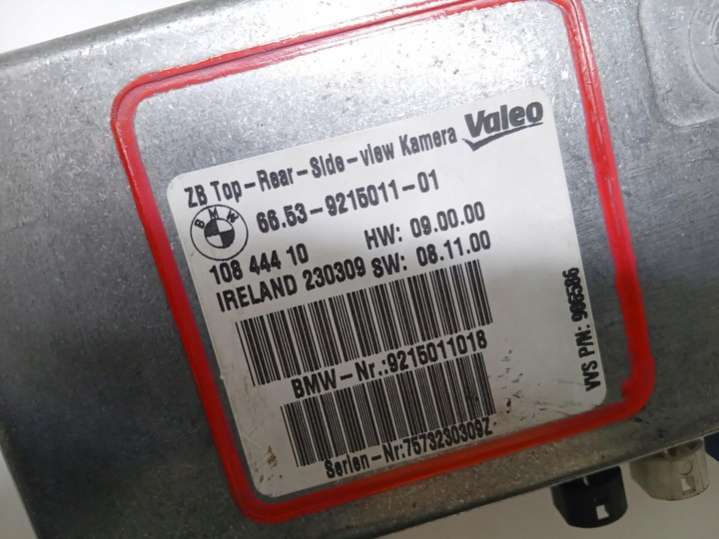 ZB Top-Rear-Side-view Kamera Valeo
BMW 66.53-9215011-01
108 444 10 HW: 09.00.00
IRELAND 230309 SW: 08.11.00
BMW-Nr.:9215011018
Serien-Nr:7573230309Z
VVS P/N: